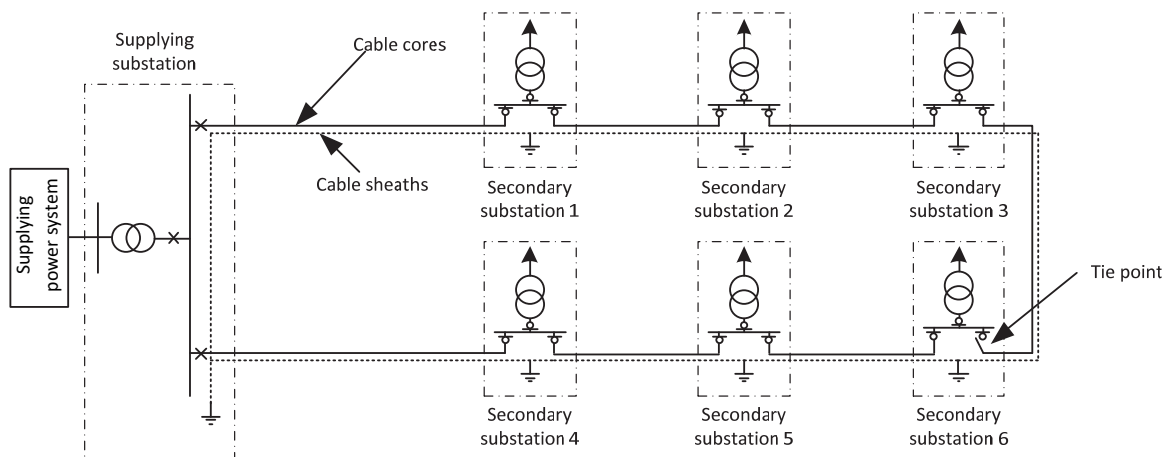 Supplying
substation
Cable cores
Cable sheaths
Supplying
power system
Secondary
substation 1
Secondary
substation 2
Secondary
substation 3
Tie point
Secondary
substation 4
Secondary
substation 5
Secondary
substation 6